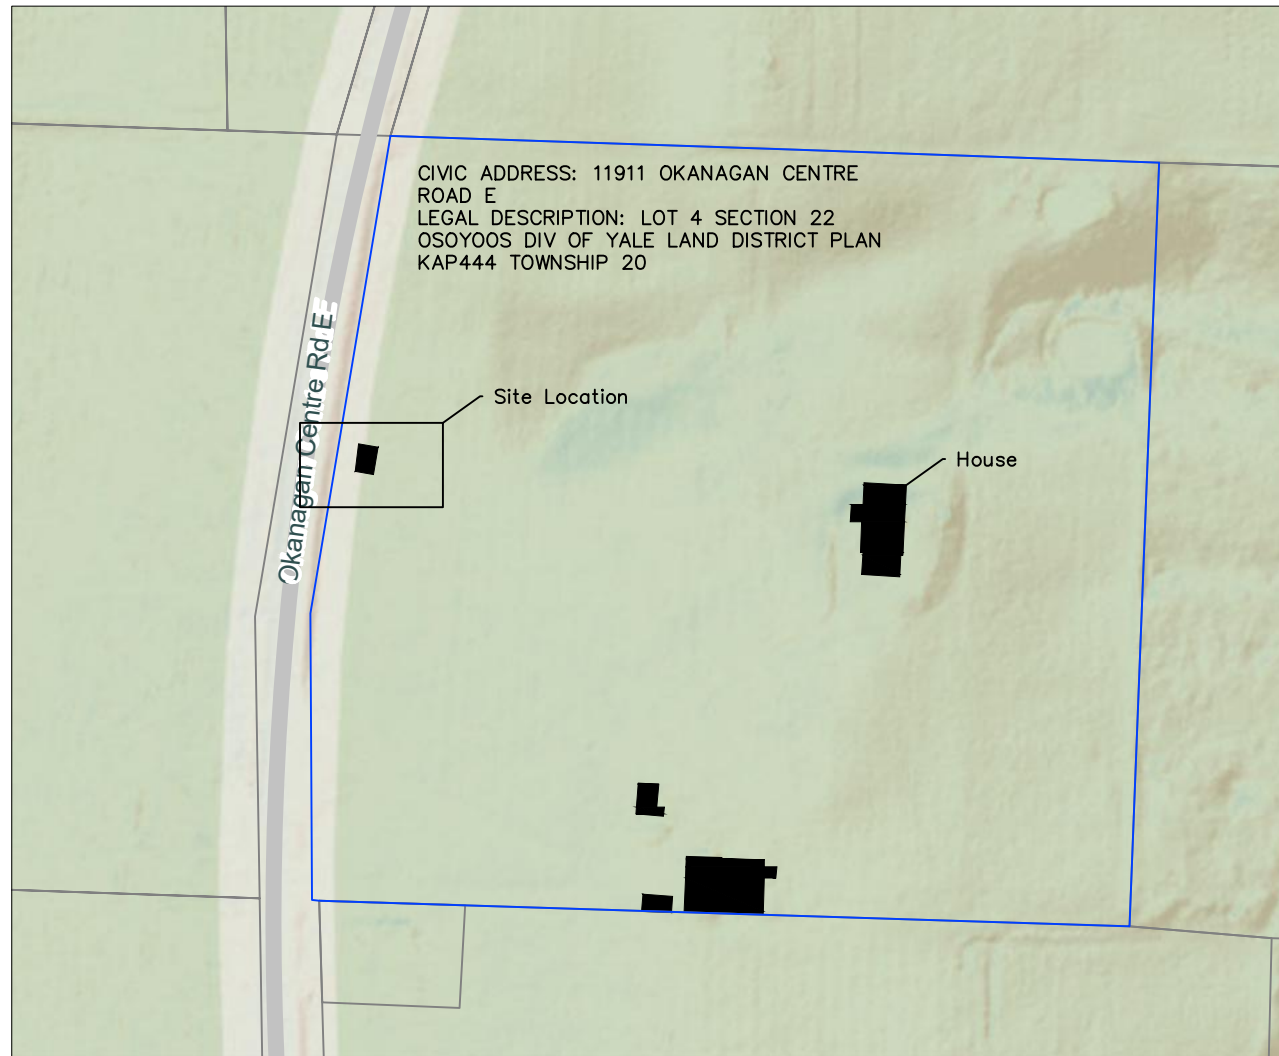 CIVIC ADDRESS: 11911 OKANAGAN CENTRE
ROAD E
LEGAL DESCRIPTION: LOT 4 SECTION 22
OSOYOOS DIV OF YALE LAND DISTRICT PLAN
KAP444 TOWNSHIP 20
Okanagan Centre Rd E
Site Location
House